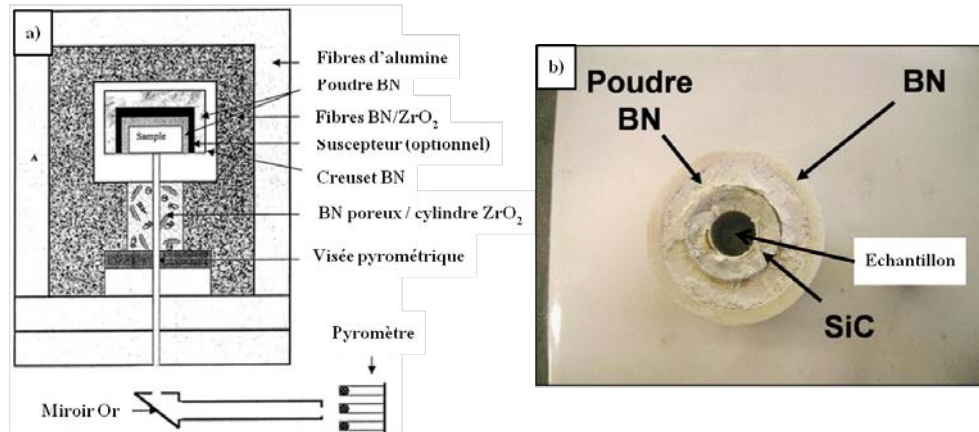 a)
Fibres d'alumine
Poudre BN
Fibres BN/ZrO₂
Suscepteur (optionnel)
Creuset BN
BN poreux / cylindre ZrO₂
Visée pyrométrique
Pyromètre
Miroir Or
Sample
A
b)
Poudre
BN
BN
Echantillon
SiC